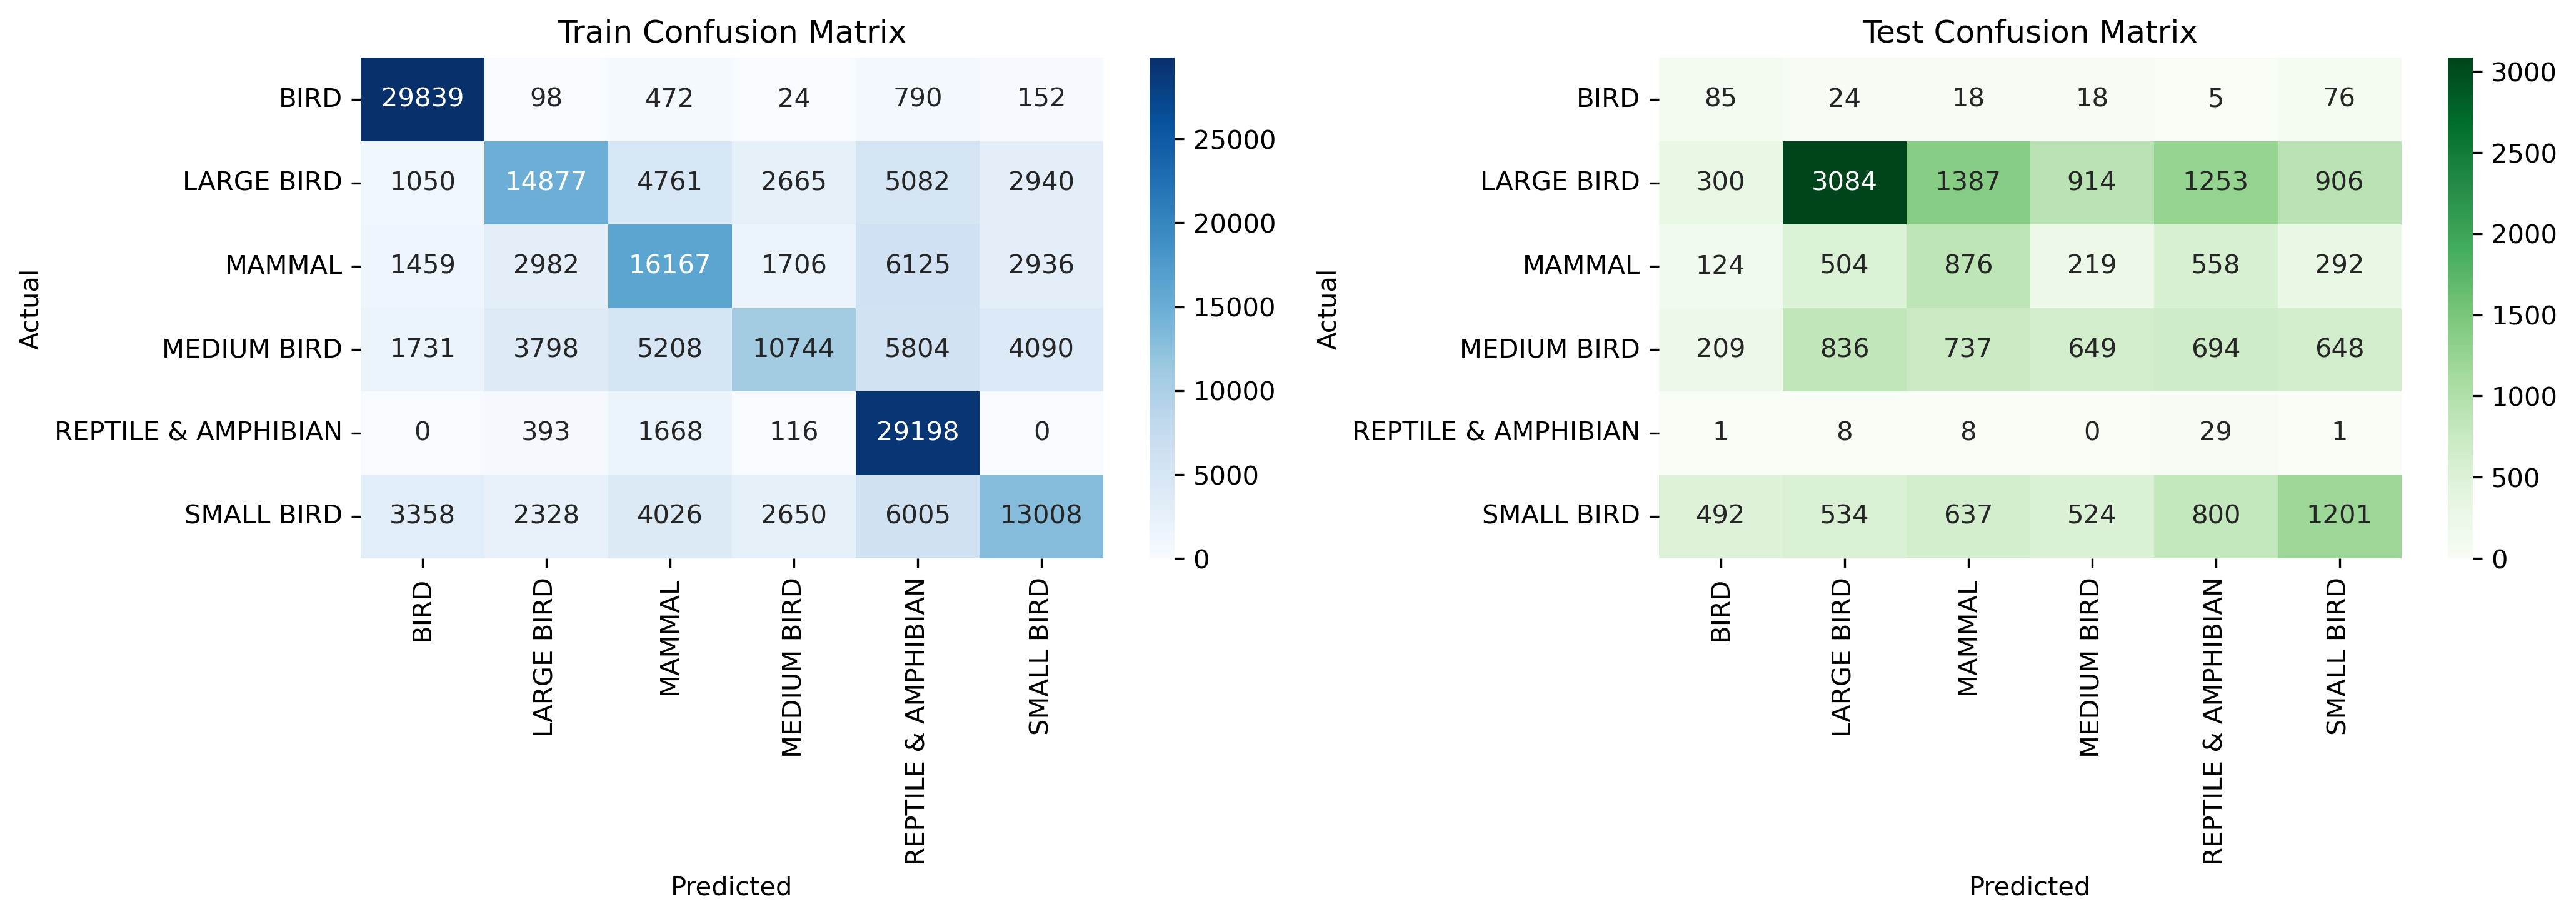 Train Confusion Matrix
Actual
BIRD 29839 98 472 24 790 152
LARGE BIRD 1050 14877 4761 2665 5082 2940
MAMMAL 1459 2982 16167 1706 6125 2936
MEDIUM BIRD 1731 3798 5208 10744 5804 4090
REPTILE & AMPHIBIAN 0 393 1668 116 29198 0
SMALL BIRD 3358 2328 4026 2650 6005 13008
BIRD LARGE BIRD MAMMAL MEDIUM BIRD REPTILE & AMPHIBIAN SMALL BIRD
Predicted
25000
20000
15000
10000
5000
0
Test Confusion Matrix
Actual
BIRD 85 24 18 18 5 76
LARGE BIRD 300 3084 1387 914 1253 906
MAMMAL 124 504 876 219 558 292
MEDIUM BIRD 209 836 737 649 694 648
REPTILE & AMPHIBIAN 1 8 8 0 29 1
SMALL BIRD 492 534 637 524 800 1201
BIRD LARGE BIRD MAMMAL MEDIUM BIRD REPTILE & AMPHIBIAN SMALL BIRD
Predicted
3000
2500
2000
1500
1000
500
0